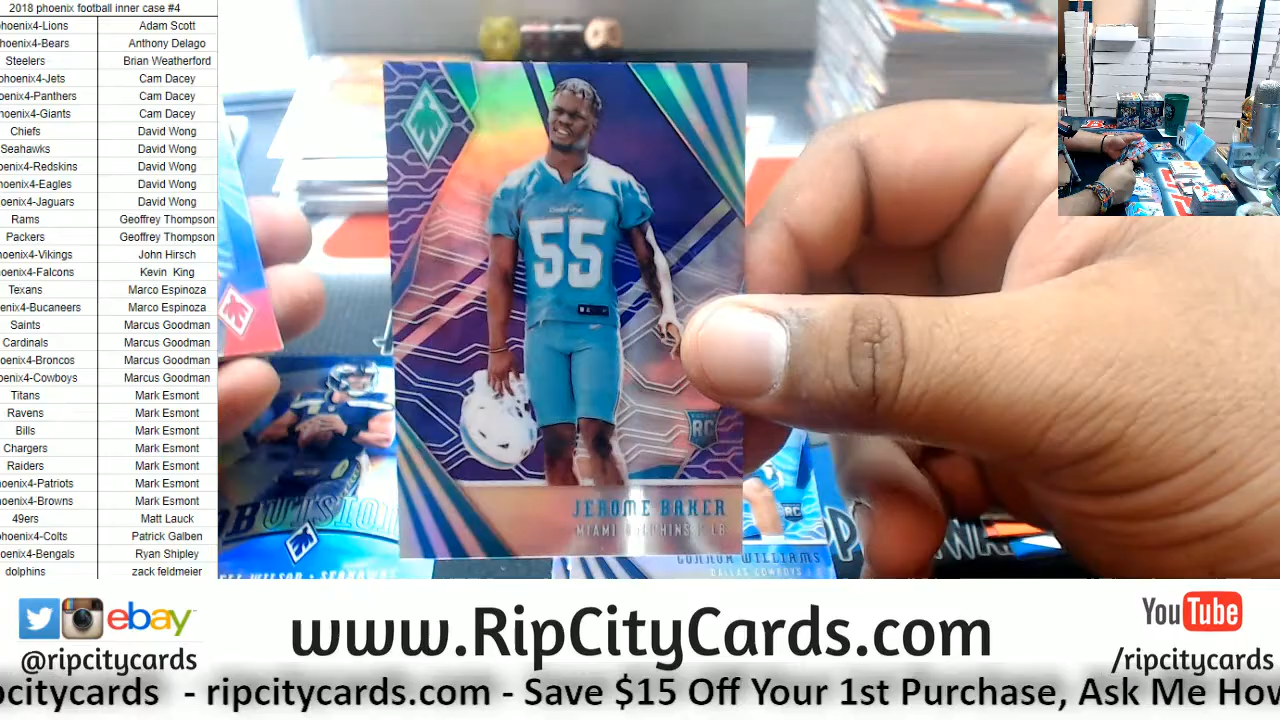 2018 phoenix football inner case #4
hoenix4-Lions Adam Scott
hoenix4-Bears Anthony Delago
Steelers Brian Weatherford
phoenix4-Jets Cam Dacey
oenix4-Panthers Cam Dacey
hoenix4-Giants Cam Dacey
Chiefs David Wong
Seahawks David Wong
oenix4-Redskins David Wong
oenix4-Eagles David Wong
oenix4-Jaguars David Wong
Rams Geoffrey Thompson
Packers Geoffrey Thompson
hoenix4-Vikings John Hirsch
hoenix4-Falcons Kevin King
Texans Marco Espinoza
enix4-Bucaneers Marco Espinoza
Saints Marcus Goodman
Cardinals Marcus Goodman
oenix4-Broncos Marcus Goodman
oenix4-Cowboys Marcus Goodman
Titans Mark Esmont
Ravens Mark Esmont
Bills Mark Esmont
Chargers Mark Esmont
Raiders Mark Esmont
oenix4-Patriots Mark Esmont
hoenix4-Browns Mark Esmont
49ers Matt Lauck
phoenix4-Colts Patrick Galben
oenix4-Bengals Ryan Shipley
dolphins zack feldmeier
55
RC
JEROME BAKER
MIAMI DOLPHINS LB
RC
CONNOR WILLIAMS
DALLAS COWBOYS
WILSON SEAHAWKS
ebay
@ripcitycards
www.RipCityCards.com
YouTube
/ripcitycards
pcitycards - ripcitycards.com - Save $15 Off Your 1st Purchase, Ask Me How